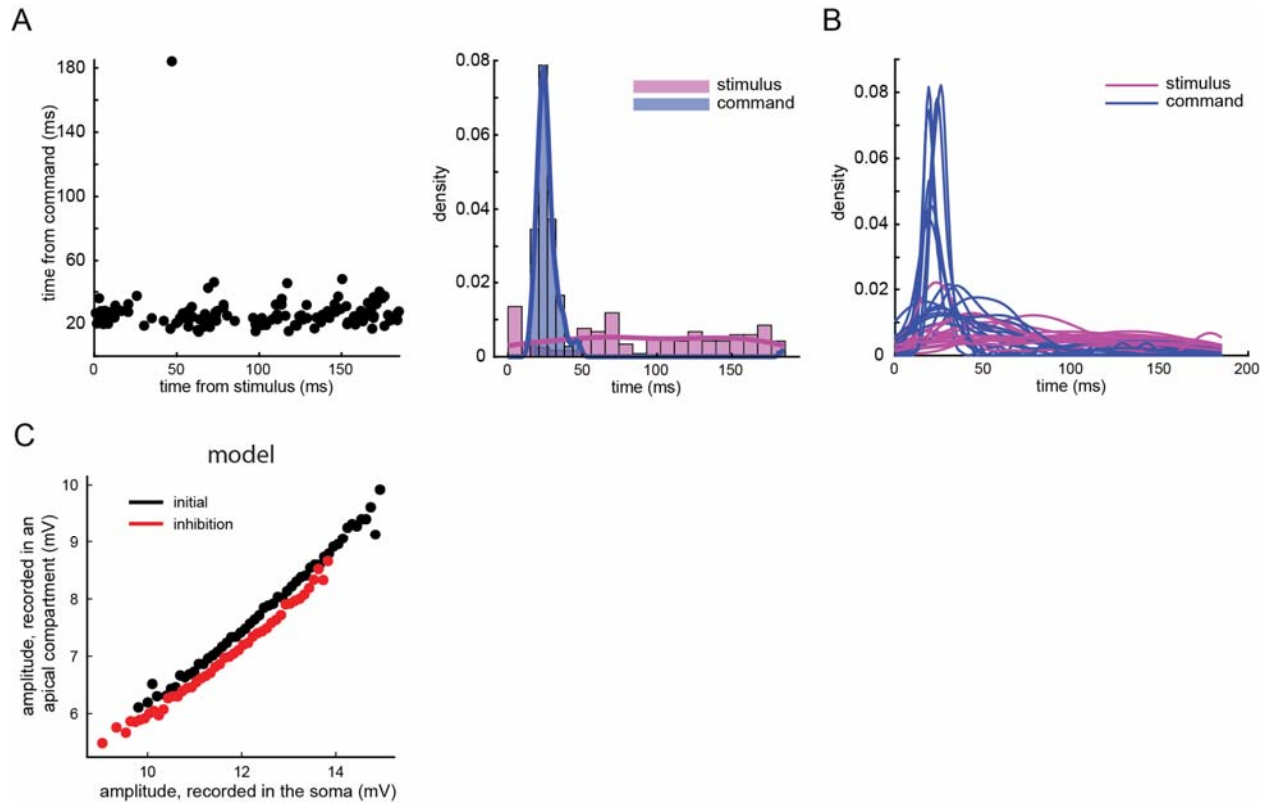 A
B
180
140
100
60
20
time from command (ms)
0
50
100
150
time from stimulus (ms)
0.08
0.06
0.04
0.02
0
density
stimulus
command
0
50
100
150
time (ms)
0.08
0.06
0.04
0.02
0
density
stimulus
command
0
50
100
150
200
time (ms)
C
model
10
9
8
7
6
amplitude, recorded in an
apical compartment (mV)
initial
inhibition
10
12
14
amplitude, recorded in the soma (mV)